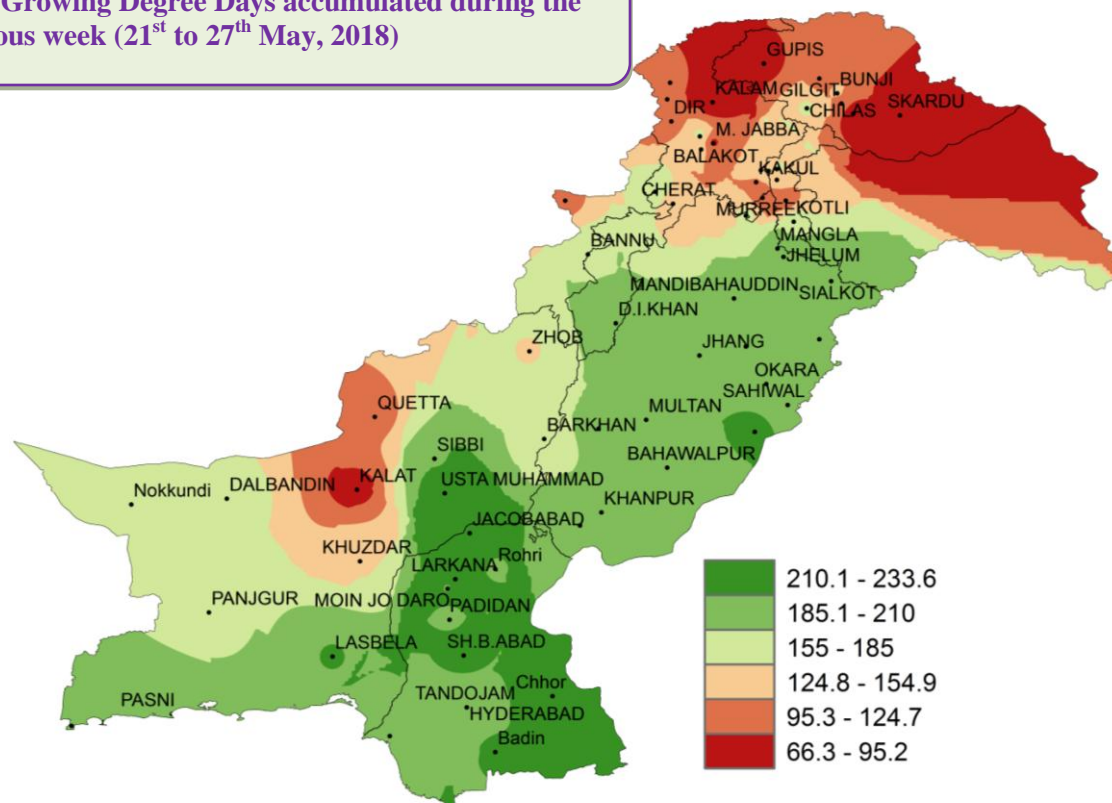 Growing Degree Days accumulated during the
ous week (21st to 27th May, 2018)
GUPIS
BUNJI
KALAM
GILGIT
SKARDU
DIR
CHILAS
M. JABBA
BALAKOT
KAKUL
CHERAT
MURREE
KOTLI
BANNU
MANGLA
JHELUM
MANDIBAHAUDDIN
SIALKOT
D.I.KHAN
ZHOB
JHANG
OKARA
SAHIWAL
QUETTA
MULTAN
BARKHAN
SIBBI
BAHAWALPUR
KALAT
USTA MUHAMMAD
DALBANDIN
Nokkundi
KHANPUR
JACOBABAD
KHUZDAR
Rohri
LARKANA
PANJGUR
MOIN JO DARO
PADIDAN
LASBELA
SH.B.ABAD
Chhor
PASNI
TANDOJAM
HYDERABAD
Badin
210.1 - 233.6
185.1 - 210
155 - 185
124.8 - 154.9
95.3 - 124.7
66.3 - 95.2